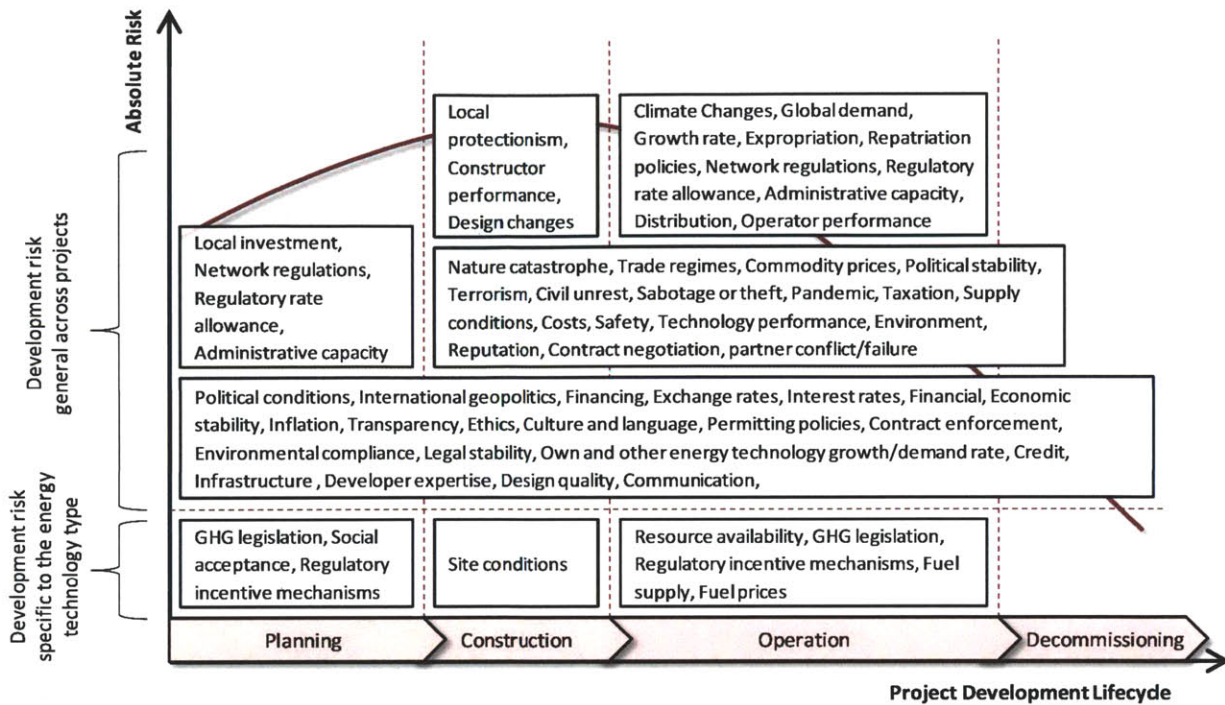 Absolute Risk
Development risk
general across projects
Development risk
specific to the energy
technology type
Local
protectionism,
Constructor
performance,
Design changes
Climate Changes, Global demand,
Growth rate, Expropriation, Repatriation
policies, Network regulations, Regulatory
rate allowance, Administrative capacity,
Distribution, Operator performance
Local investment,
Network regulations,
Regulatory rate
allowance,
Administrative capacity
Nature catastrophe, Trade regimes, Commodity prices, Political stability,
Terrorism, Civil unrest, Sabotage or theft, Pandemic, Taxation, Supply
conditions, Costs, Safety, Technology performance, Environment,
Reputation, Contract negotiation, partner conflict/failure
Political conditions, International geopolitics, Financing, Exchange rates, Interest rates, Financial, Economic
stability, Inflation, Transparency, Ethics, Culture and language, Permitting policies, Contract enforcement,
Environmental compliance, Legal stability, Own and other energy technology growth/demand rate, Credit,
Infrastructure , Developer expertise, Design quality, Communication,
GHG legislation, Social
acceptance, Regulatory
incentive mechanisms
Site conditions
Resource availability, GHG legislation,
Regulatory incentive mechanisms, Fuel
supply, Fuel prices
Planning
Construction
Operation
Decommissioning
Project Development Lifecycle